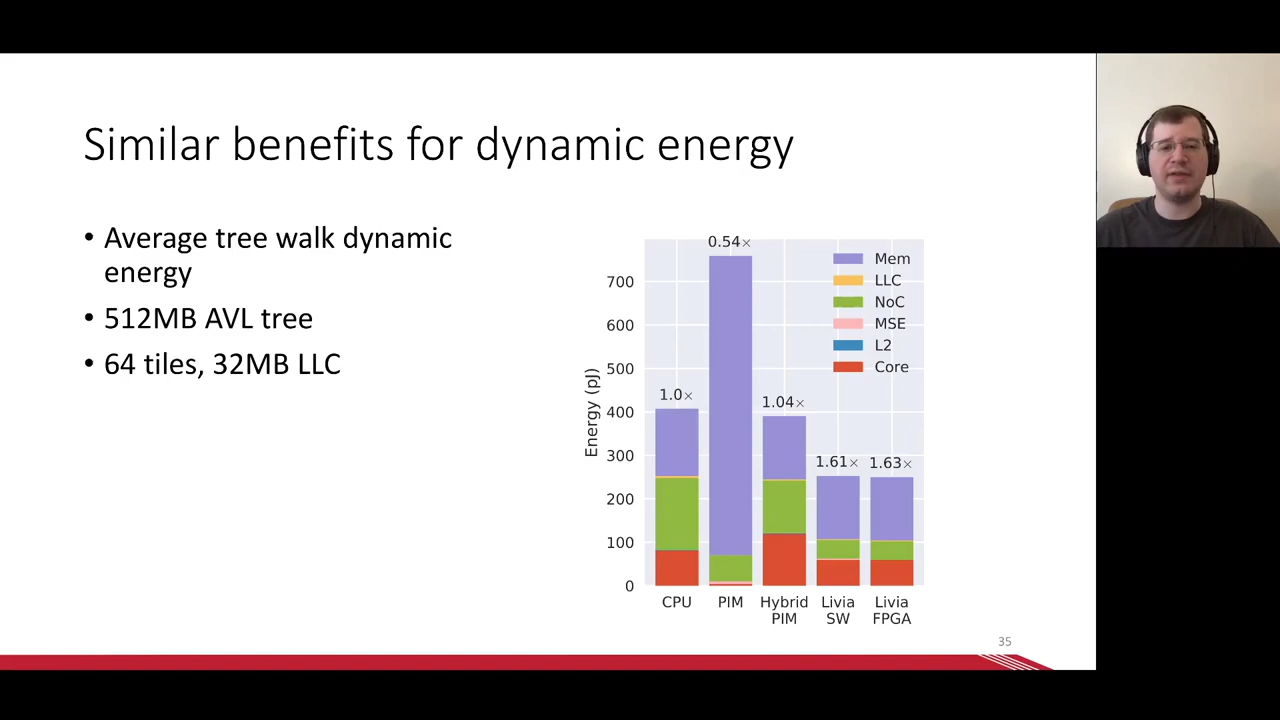 Similar benefits for dynamic energy
• Average tree walk dynamic
energy
• 512MB AVL tree
• 64 tiles, 32MB LLC
Energy (pJ)
700
600
500
400
300
200
100
0
1.0×
0.54×
1.04×
1.61×
1.63×
Mem
LLC
NoC
MSE
L2
Core
CPU
PIM
Hybrid
PIM
Livia
SW
Livia
FPGA
35